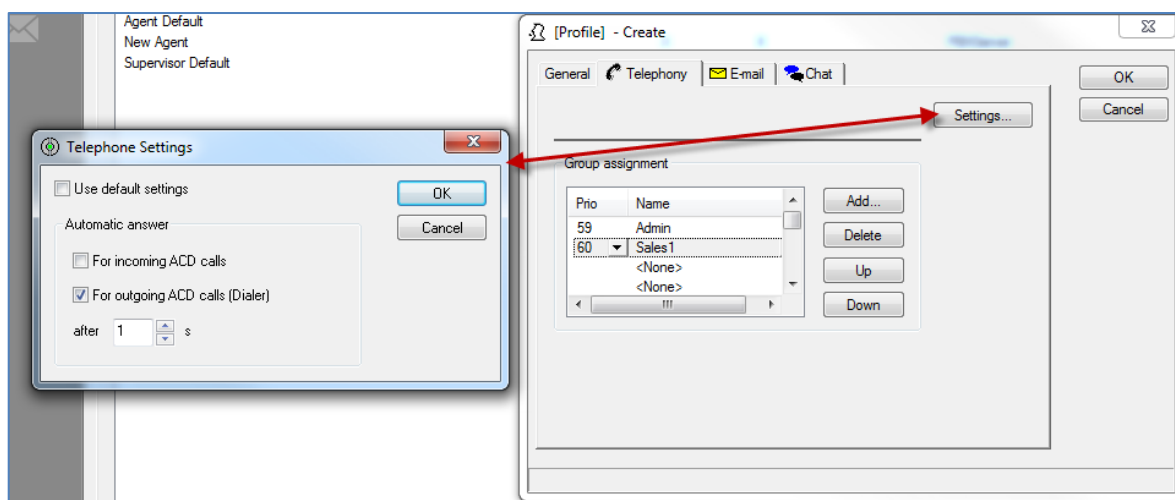 Agent Default
New Agent
Supervisor Default
[Profile] - Create
General Telephony E-mail Chat
OK
Cancel
Settings...
Group assignment
Prio Name
59 Admin
60 Sales1
<None>
<None>
Add...
Delete
Up
Down
Telephone Settings
Use default settings
OK
Cancel
Automatic answer
For incoming ACD calls
For outgoing ACD calls (Dialer)
after 1 s